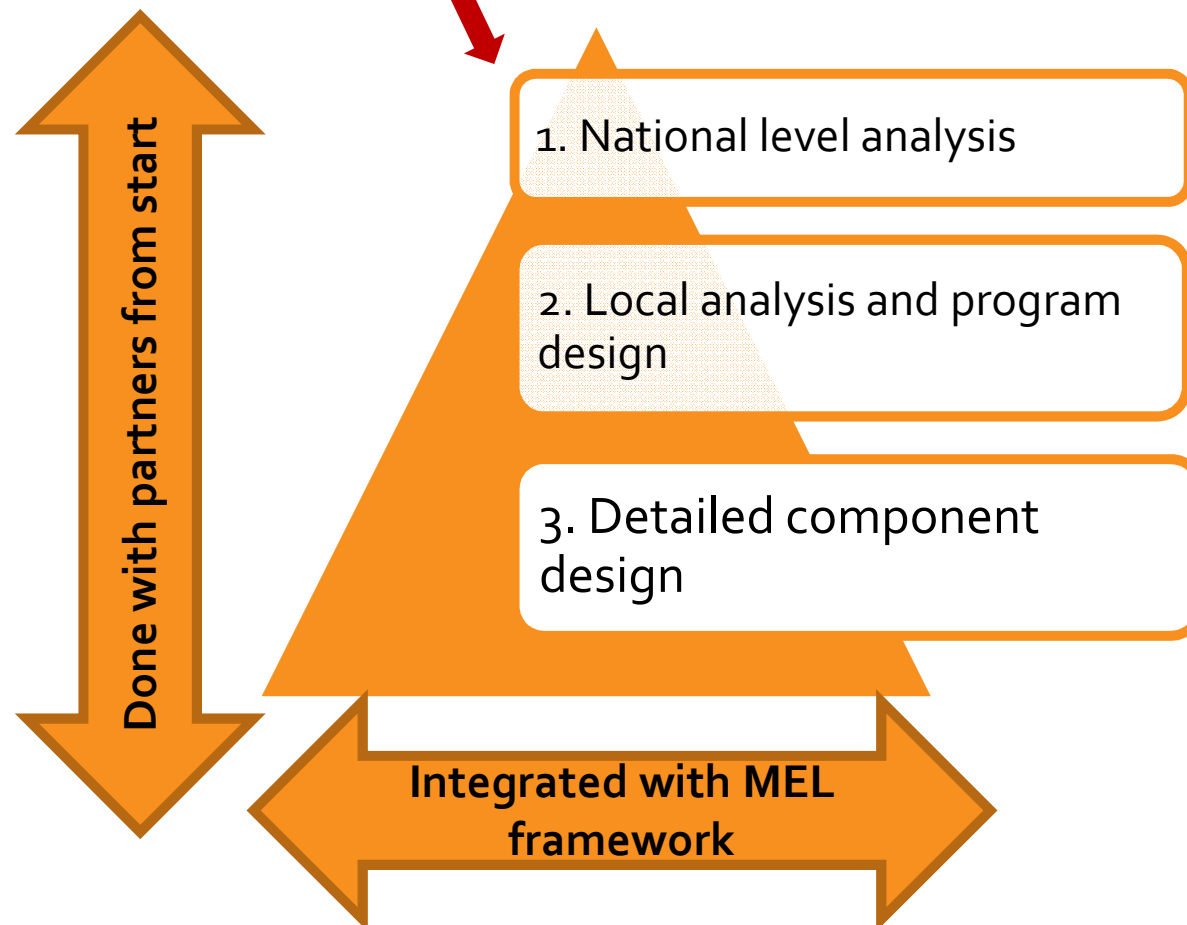 Done with partners from start
1. National level analysis
2. Local analysis and program
design
3. Detailed component
design
Integrated with MEL
framework